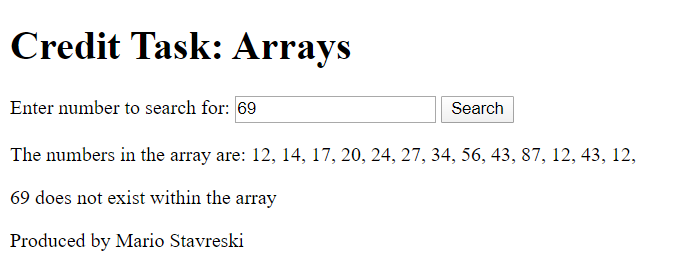 Credit Task: Arrays
Enter number to search for: 69 Search
The numbers in the array are: 12, 14, 17, 20, 24, 27, 34, 56, 43, 87, 12, 43, 12,
69 does not exist within the array
Produced by Mario Stavreski